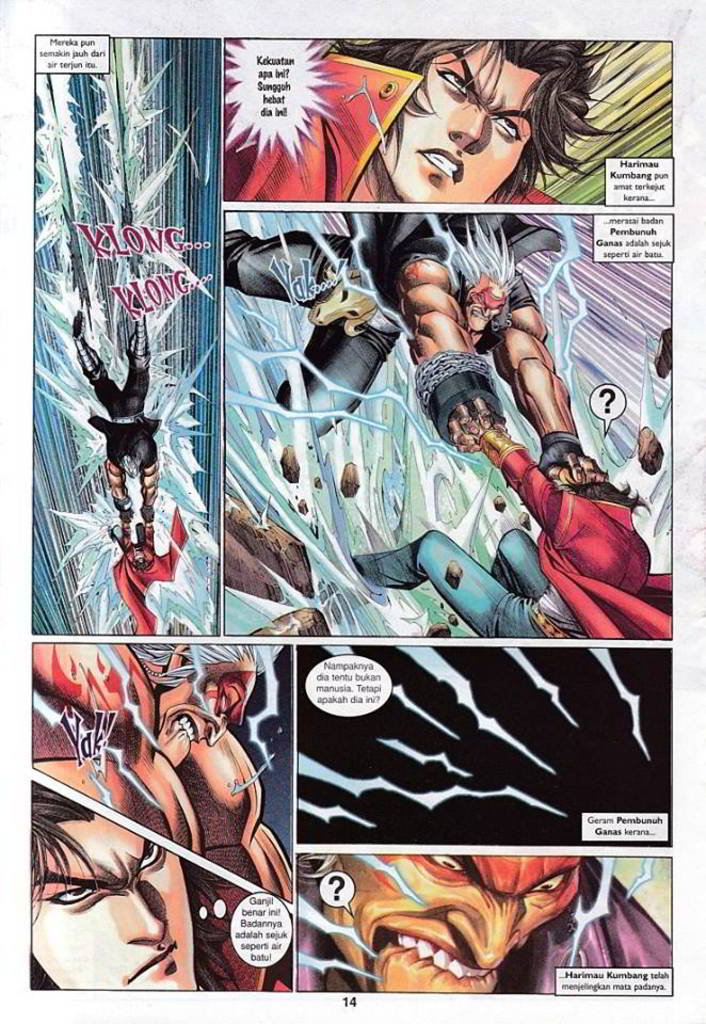 Mereka pun
semakin jauh dari
air terjun itu.
KLONG...
KLONG...
Kekuatan
apa ini?
Sungguh
hebat
dia ini!
Harimau
Kumbang pun
amat terkejut
kerana...
...merasai badan
Pembunuh
Ganas adalah sejuk
seperti air batu.
Yak....
?
Yak!
Ganjil
benar ini!
Badannya
adalah sejuk
seperti air
batu!
Nampaknya
dia tentu bukan
manusia. Tetapi
apakah dia ini?
Geram Pembunuh
Ganas kerana...
?
...Harimau Kumbang telah
menjelingkan mata padanya.
14